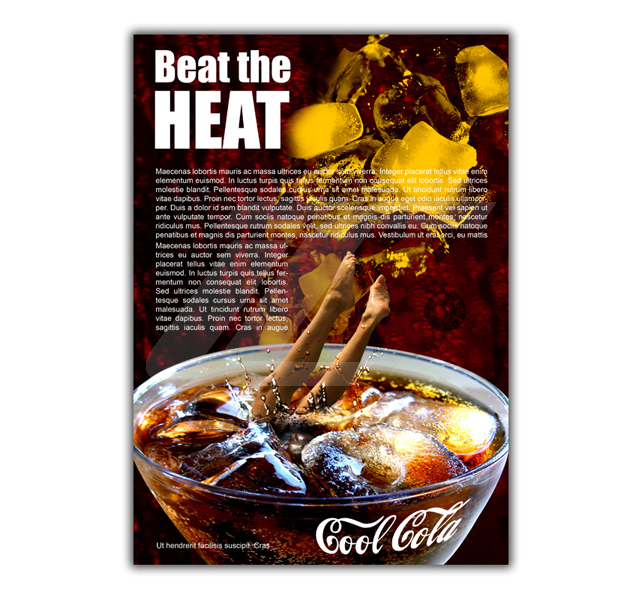 Beat the
HEAT
Maecenas lobortis mauris ac massa ultrices eu auctor sem viverra. Integer placerat tellus vitae enim
elementum euismod. In luctus turpis quis tellus fermentum non consequat elit lobortis. Sed ultrices
molestie blandit. Pellentesque sodales cursus urna sit amet malesuada. Ut tincidunt rutrum libero
vitae dapibus. Proin nec tortor lectus, sagittis iaculis quam. Cras in augue eget odio iaculis ullamcor-
per. Duis a dolor id sem blandit vulputate. Duis auctor scelerisque imperdiet. Praesent vel sapien ut
ante vulputate tempor. Cum sociis natoque penatibus et magnis dis parturient montes, nascetur
ridiculus mus. Pellentesque rutrum velit, sed ultrices nibh convallis eu. Cum sociis natoque
penatibus et magnis dis parturient montes, nascetur ridiculus mus. Vestibulum ut erat orci, eu mattis
Maecenas lobortis mauris ac massa ul-
trices eu auctor sem viverra. Integer
placerat tellus vitae enim elementum
euismod. In luctus turpis quis tellus fer-
mentum non consequat elit lobortis.
Sed ultrices molestie blandit. Pellen-
tesque sodales cursus urna sit amet
malesuada. Ut tincidunt rutrum libero
vitae dapibus. Proin nec tortor lectus,
sagittis iaculis quam. Cras in augue
Cool Cola
Ut hendrerit facilisis suscipit. Cras